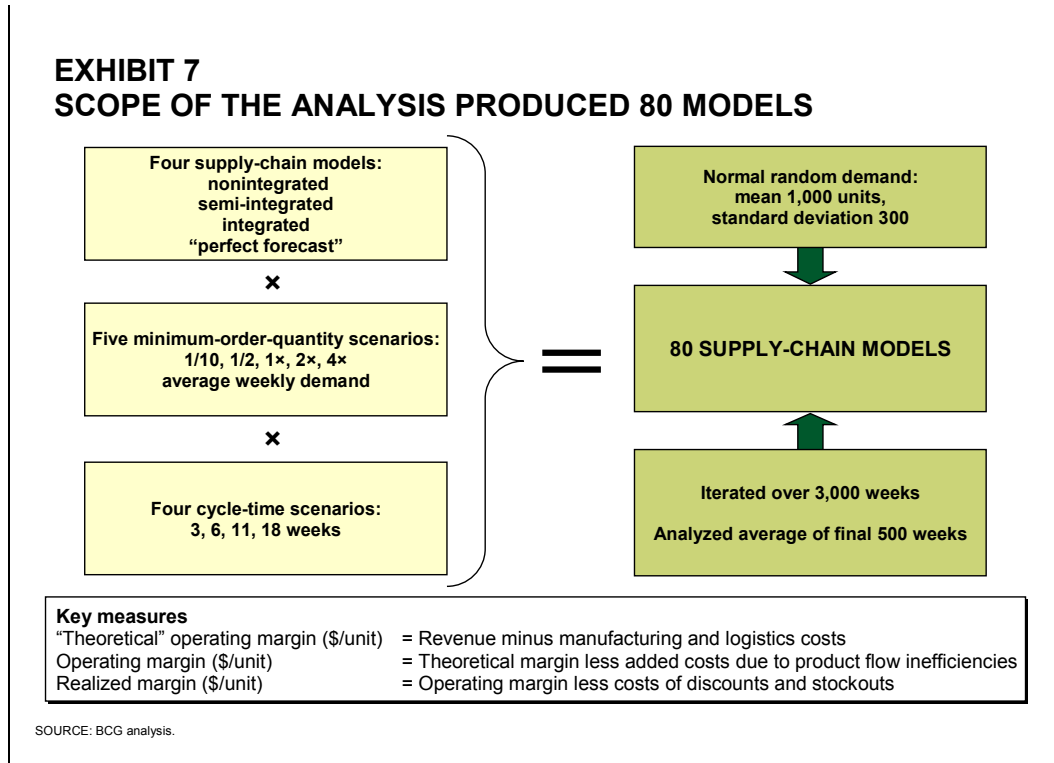 EXHIBIT 7
SCOPE OF THE ANALYSIS PRODUCED 80 MODELS
Four supply-chain models:
nonintegrated
semi-integrated
integrated
“perfect forecast”
×
Five minimum-order-quantity scenarios:
1/10, 1/2, 1×, 2×, 4×
average weekly demand
×
Four cycle-time scenarios:
3, 6, 11, 18 weeks
=
Normal random demand:
mean 1,000 units,
standard deviation 300
80 SUPPLY-CHAIN MODELS
Iterated over 3,000 weeks
Analyzed average of final 500 weeks
Key measures
“Theoretical” operating margin ($/unit) = Revenue minus manufacturing and logistics costs
Operating margin ($/unit) = Theoretical margin less added costs due to product flow inefficiencies
Realized margin ($/unit) = Operating margin less costs of discounts and stockouts
SOURCE: BCG analysis.